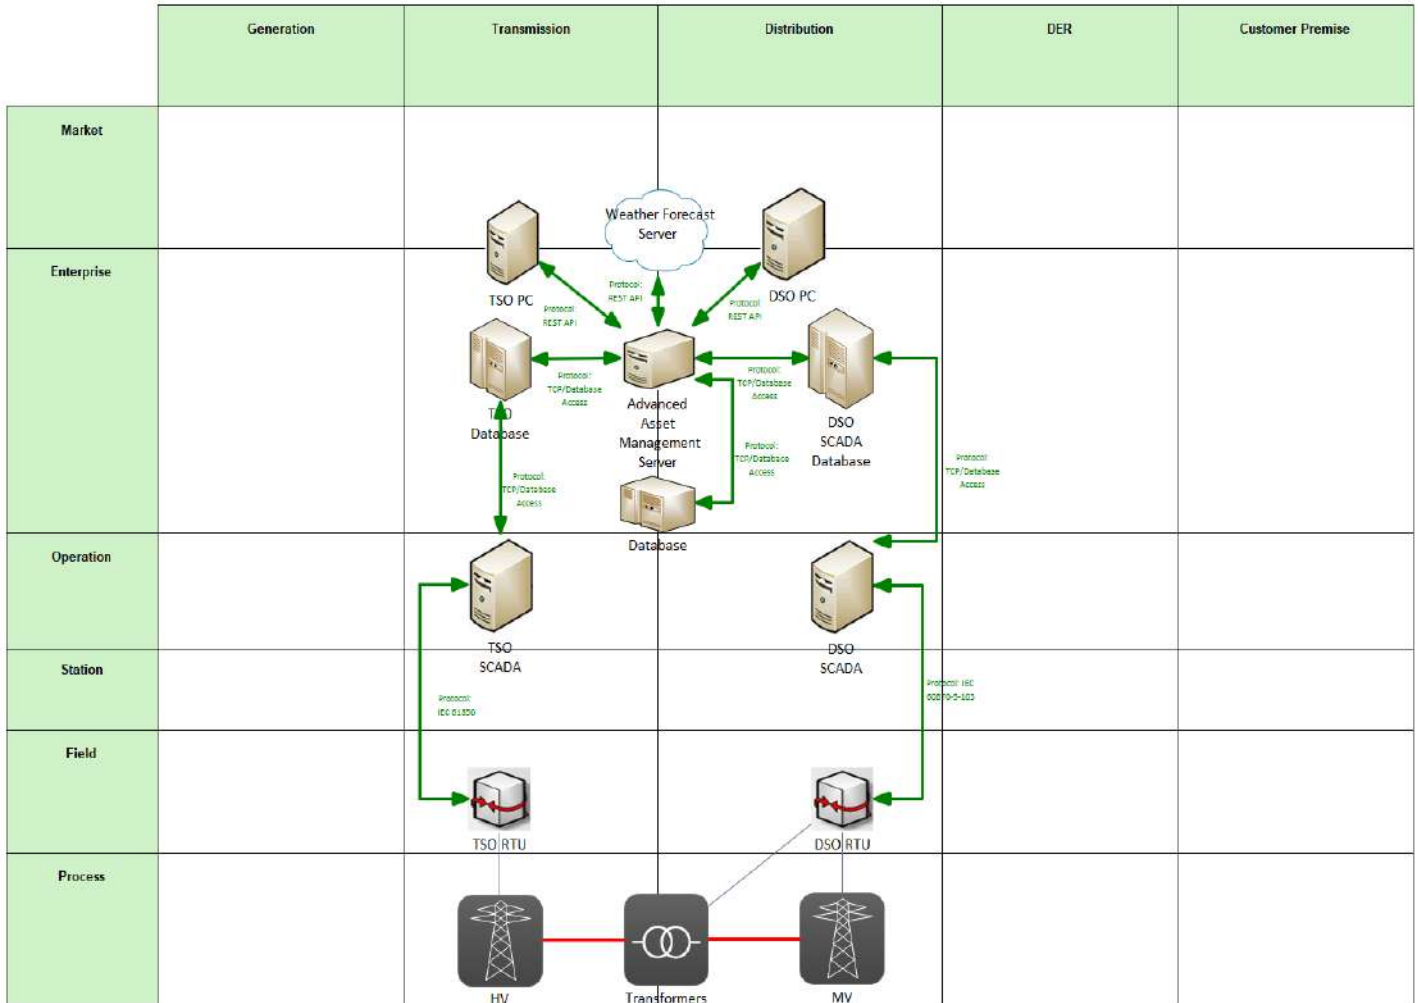 Generation
Transmission
Distribution
DER
Customer Premise
Market
Weather Forecast
Server
Enterprise
TSO PC
DSO PC
Protocol:
REST API
Protocol:
REST API
Protocol:
REST API
Protocol:
TCP/Database
Access
Protocol:
TCP/Database
Access
TSO
Database
Advanced
Asset
Management
Server
DSO
SCADA
Database
Protocol:
TCP/Database
Access
Protocol:
TCP/Database
Access
Protocol:
TCP/Database
Access
Database
Operation
TSO
SCADA
DSO
SCADA
Station
Protocol:
IEC 61850
Protocol: IEC
Field
TSO RTU
DSO RTU
Process
HV
Transformers
MV